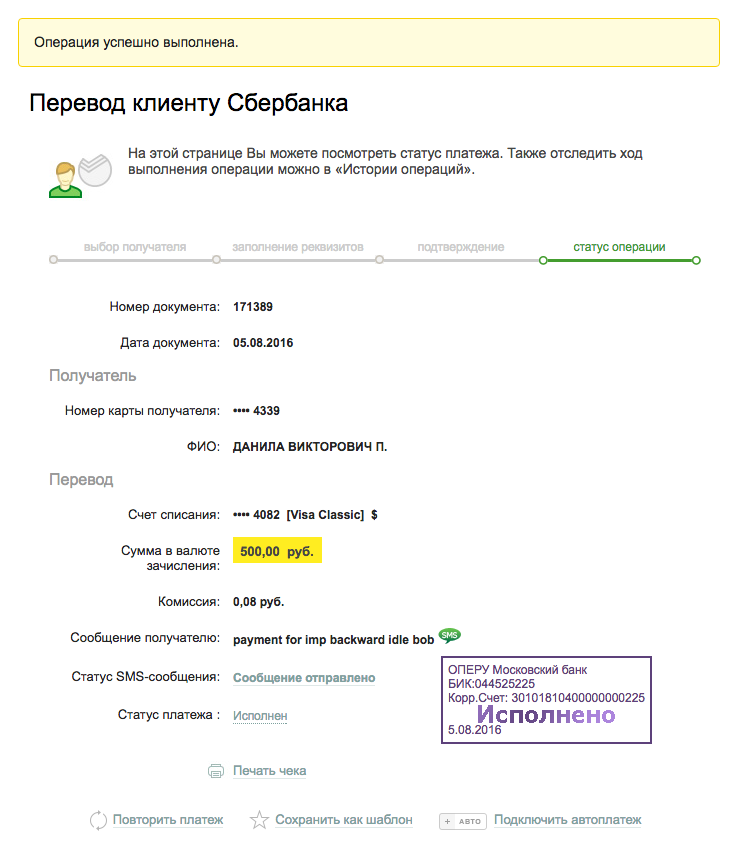 Операция успешно выполнена.
Перевод клиенту Сбербанка
На этой странице Вы можете посмотреть статус платежа. Также отследить ход
выполнения операции можно в «Истории операций».
выбор получателя заполнение реквизитов подтверждение статус операции
Номер документа: 171389
Дата документа: 05.08.2016
Получатель
Номер карты получателя: •••• 4339
ФИО: ДАНИЛА ВИКТОРОВИЧ П.
Перевод
Счет списания: •••• 4082 [Visa Classic] $
Сумма в валюте
зачисления: 500,00 руб.
Комиссия: 0,08 руб.
Сообщение получателю: payment for imp backward idle bob SMS
Статус SMS-сообщения: Сообщение отправлено
Статус платежа : Исполнен
ОПЕРУ Московский банк
БИК:044525225
Корр.Счет: 30101810400000000225
Исполнено
5.08.2016
Печать чека
Повторить платеж Сохранить как шаблон + АВТО Подключить автоплатеж